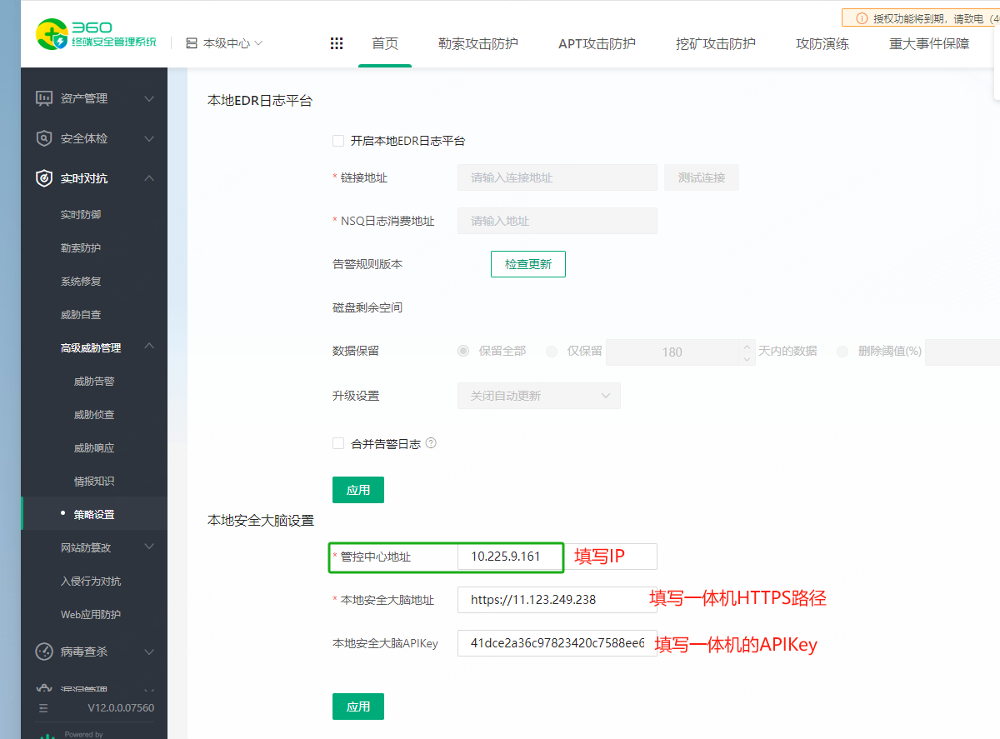 授权功能将到期，请致电（4
360
终端安全管理系统
本级中心
首页
勒索攻击防护
APT攻击防护
挖矿攻击防护
攻防演练
重大事件保障
资产管理
安全体检
实时对抗
实时防御
勒索防护
系统修复
威胁自查
高级威胁管理
威胁告警
威胁侦查
威胁响应
情报知识
策略设置
网站防篡改
入侵行为对抗
Web应用防护
病毒查杀
漏洞管理
V12.0.0.07560
Powered by
本地EDR日志平台
开启本地EDR日志平台
* 链接地址 请输入连接地址 测试连接
* NSQ日志消费地址 请输入地址
告警规则版本 检查更新
磁盘剩余空间
数据保留 保留全部 仅保留 180 天内的数据 删除阈值(%)
升级设置 关闭自动更新
合并告警日志 ?
应用
本地安全大脑设置
* 管控中心地址 10.225.9.161 填写IP
* 本地安全大脑地址 https://11.123.249.238 填写一体机HTTPS路径
本地安全大脑APIKey 41dce2a36c97823420c7588ee6 填写一体机的APIKey
应用